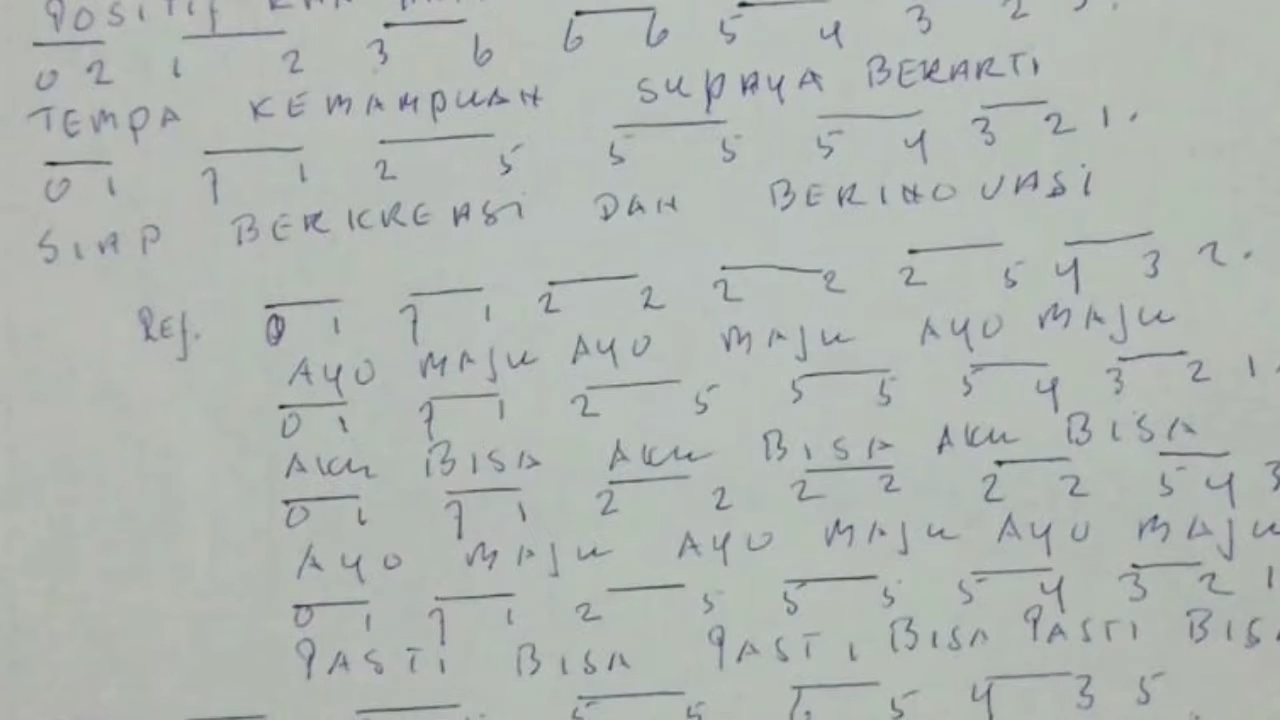 POSITIF
0 2 1 2 3 6 6 6 5 4 3 2
TEMPA KEMAMPUAN SUPAYA BERARTI
0 1 7 1 2 5 5 5 5 4 3 2 1 .
SIAP BERKREASI DAN BERINOVASI
Ref. 0 1 7 1 2 2 2 2 2 5 4 3 2 .
AYO MAJU AYO MAJU AYO MAJU
0 1 7 1 2 5 5 5 5 4 3 2 1 .
AKU BISA AKU BISA AKU BISA
0 1 7 1 2 2 2 2 2 2 5 4 3
AYO MAJU AYO MAJU AYO MAJU
0 1 7 1 2 5 5 5 5 4 3 2 1
PASTI BISA PASTI BISA PASTI BISA
5 5 5 4 3 5